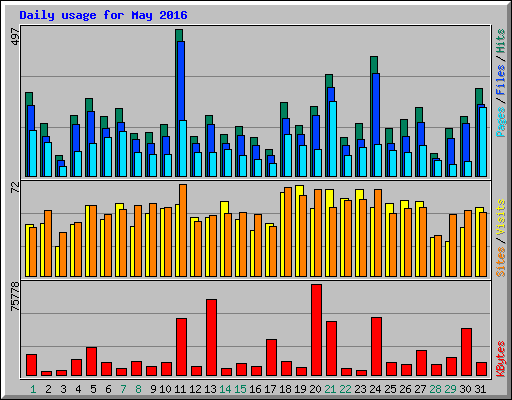 Daily usage for May 2016
497
Pages / Files / Hits
72
Sites / Visits
75778
KBytes
1 2 3 4 5 6 7 8 9 10 11 12 13 14 15 16 17 18 19 20 21 22 23 24 25 26 27 28 29 30 31